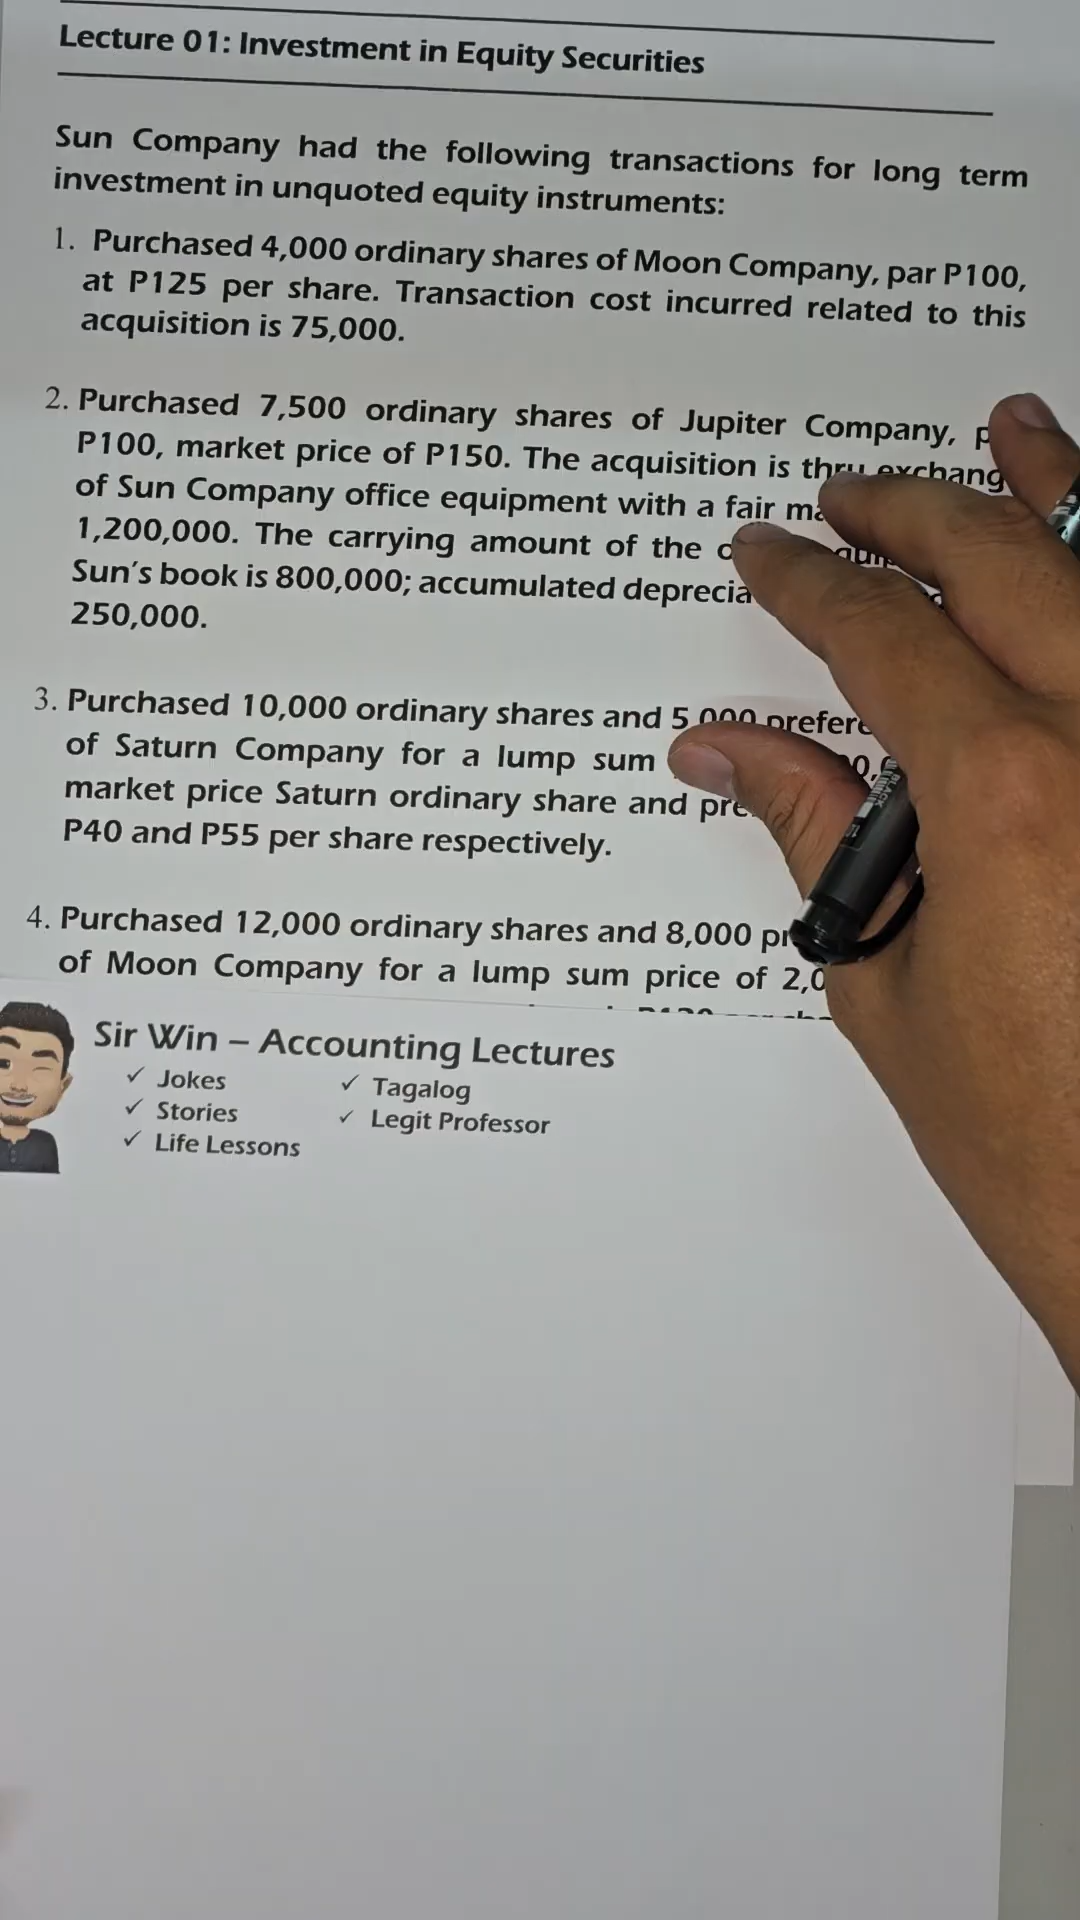 Lecture 01: Investment in Equity Securities
Sun Company had the following transactions for long term
investment in unquoted equity instruments:
1. Purchased 4,000 ordinary shares of Moon Company, par P100,
at P125 per share. Transaction cost incurred related to this
acquisition is 75,000.
2. Purchased 7,500 ordinary shares of Jupiter Company,
P100, market price of P150. The acquisition is thru exchang
of Sun Company office equipment with a fair
1,200,000. The carrying amount of the
Sun's book is 800,000; accumulated deprecia
250,000.
3. Purchased 10,000 ordinary shares and 5,000 prefere
of Saturn Company for a lump sum
market price Saturn ordinary share and pre
P40 and P55 per share respectively.
4. Purchased 12,000 ordinary shares and 8,000
of Moon Company for a lump sum price of 2,0
Sir Win – Accounting Lectures
✓ Jokes ✓ Tagalog
✓ Stories ✓ Legit Professor
✓ Life Lessons
BLACK